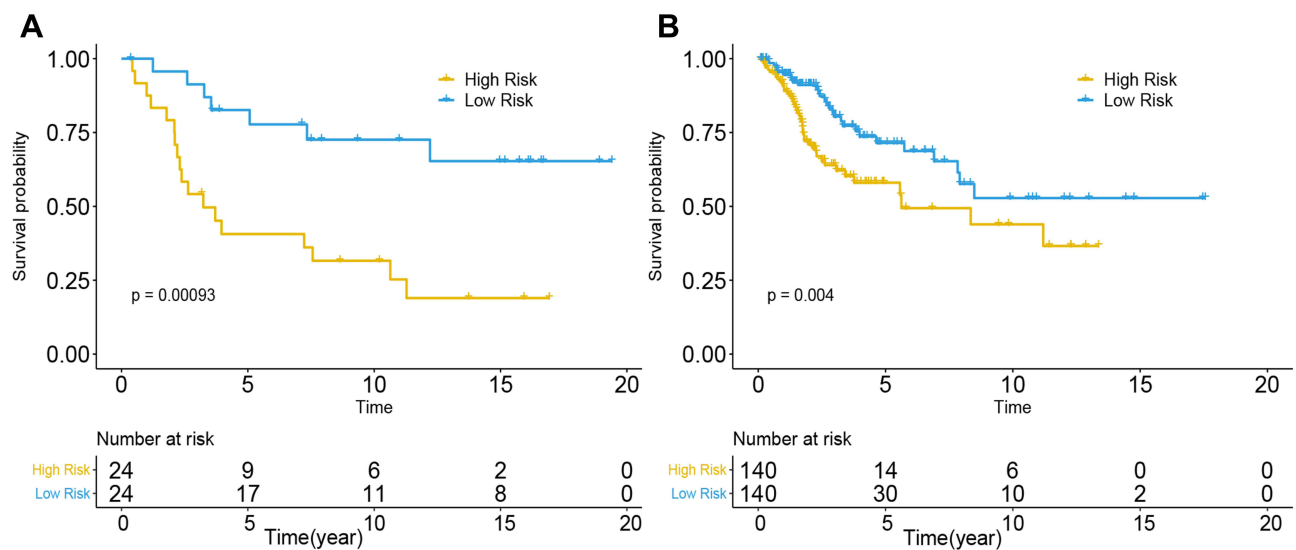 A
1.00
0.75
0.50
0.25
0.00
Survival probability
High Risk
Low Risk
p = 0.00093
0 5 10 15 20
Time
Number at risk
High Risk 24 9 6 2 0
Low Risk 24 17 11 8 0
0 5 10 15 20
Time(year)
B
1.00
0.75
0.50
0.25
0.00
Survival probability
High Risk
Low Risk
p = 0.004
0 5 10 15 20
Time
Number at risk
High Risk 140 14 6 0 0
Low Risk 140 30 10 2 0
0 5 10 15 20
Time(year)